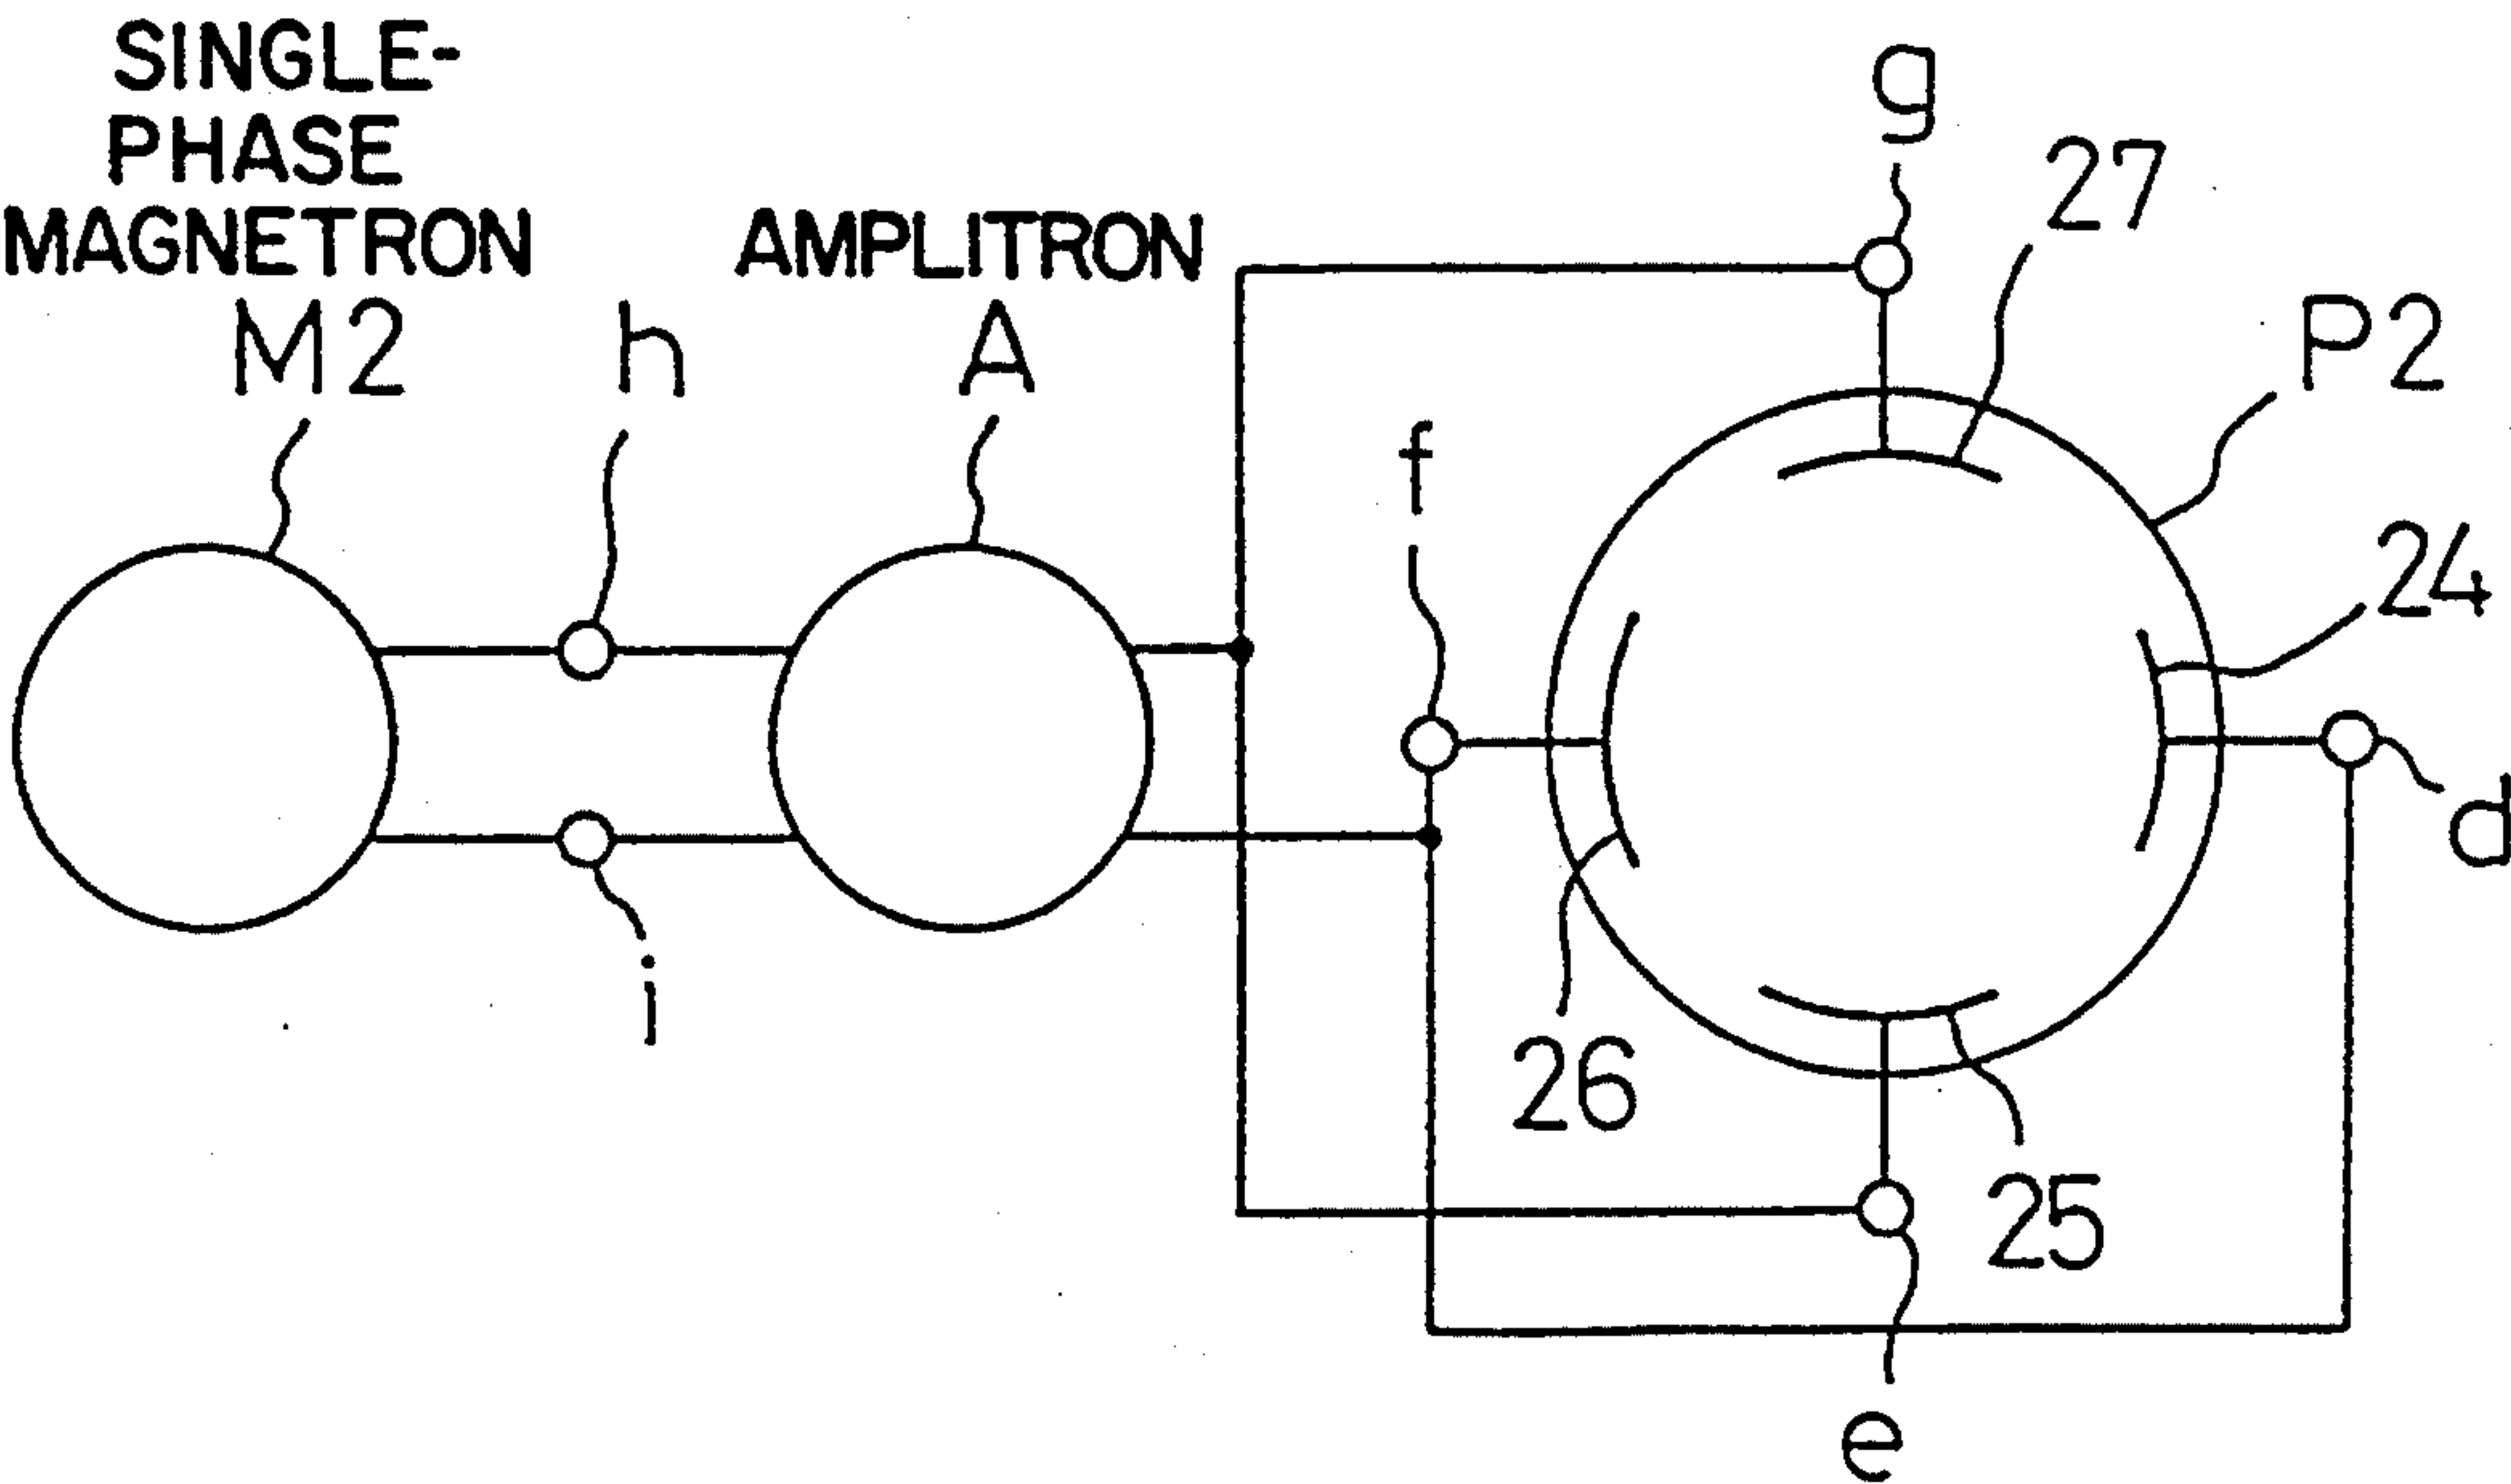 SINGLE-
PHASE
MAGNETRON
AMPLITRON
M2
h
A
g
27
P2
f
24
d
i
26
25
e